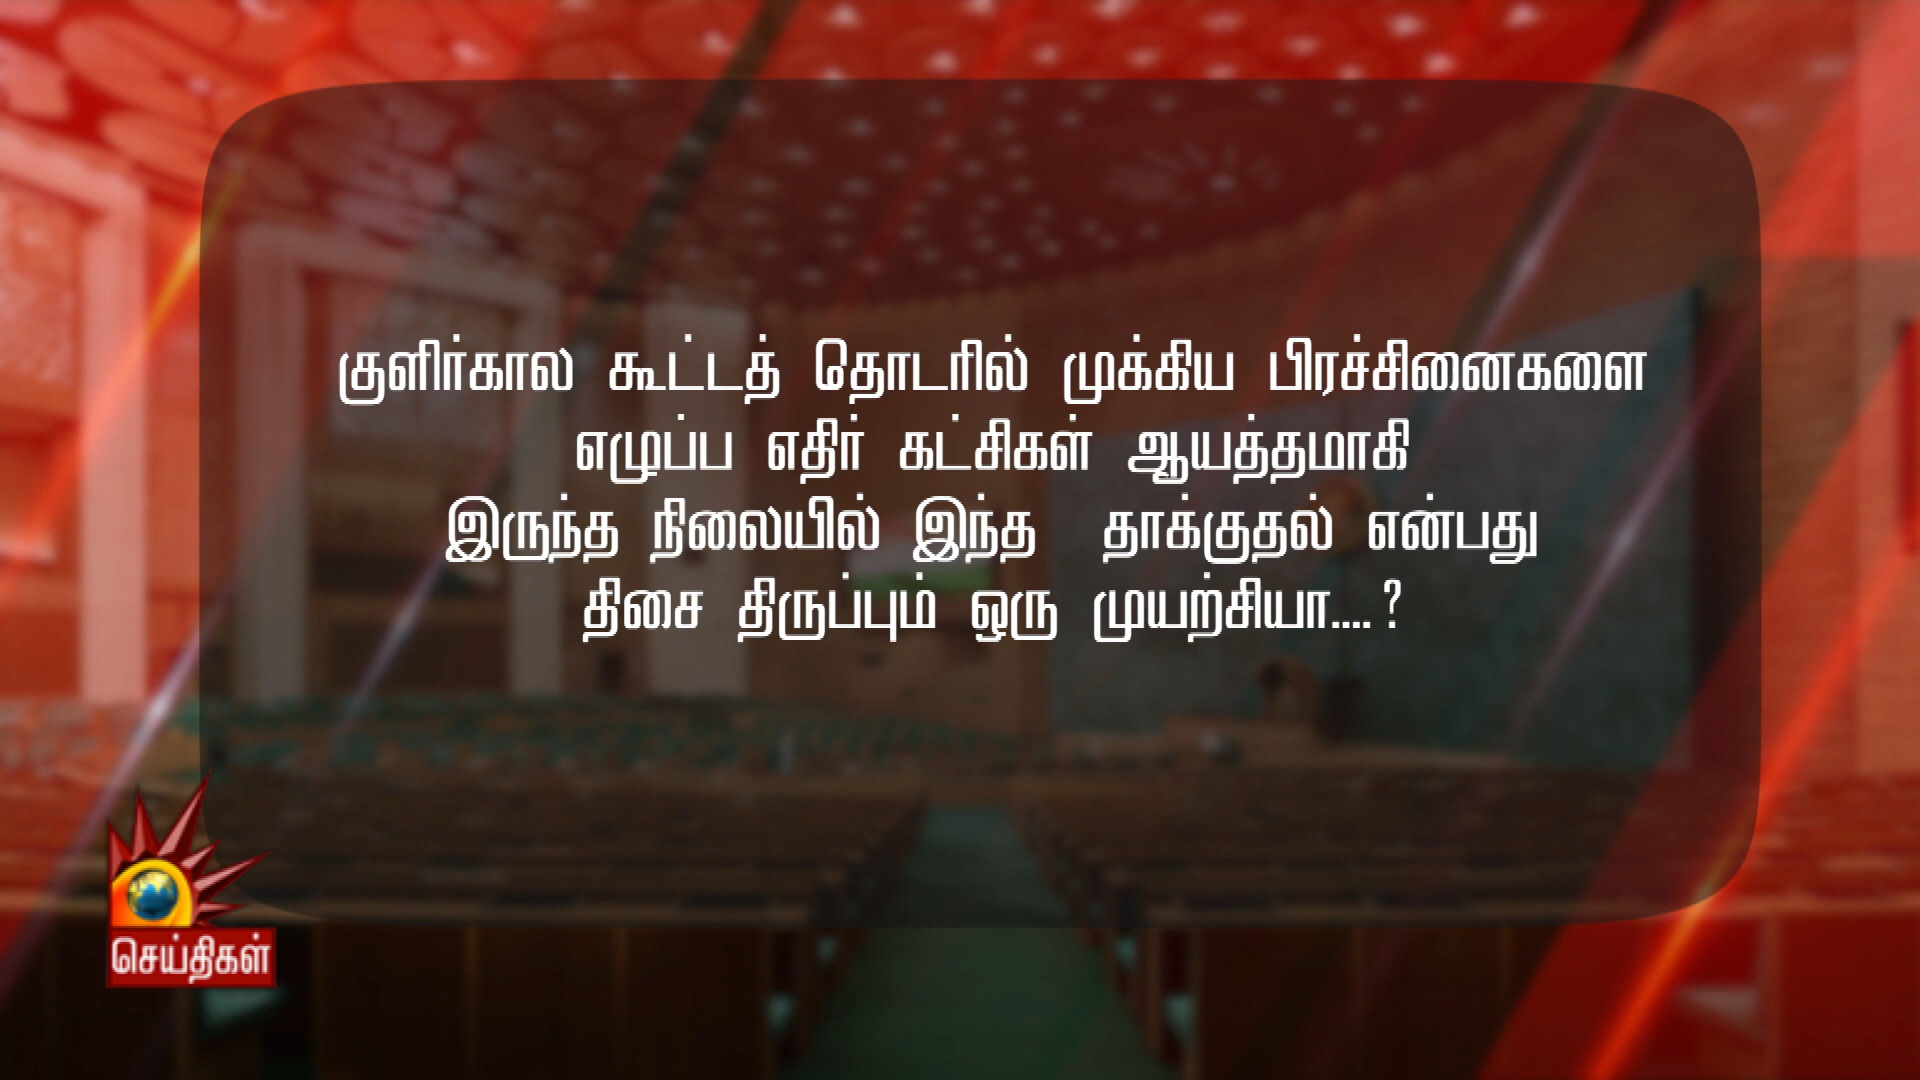 குளிர்கால கூட்டத் தொடரில் முக்கிய பிரச்சினைகளை
எழுப்ப எதிர் கட்சிகள் ஆயத்தமாகி
இருந்த நிலையில் இந்த தாக்குதல் என்பது
திசை திருப்பும் ஒரு முயற்சியா....?
செய்திகள்